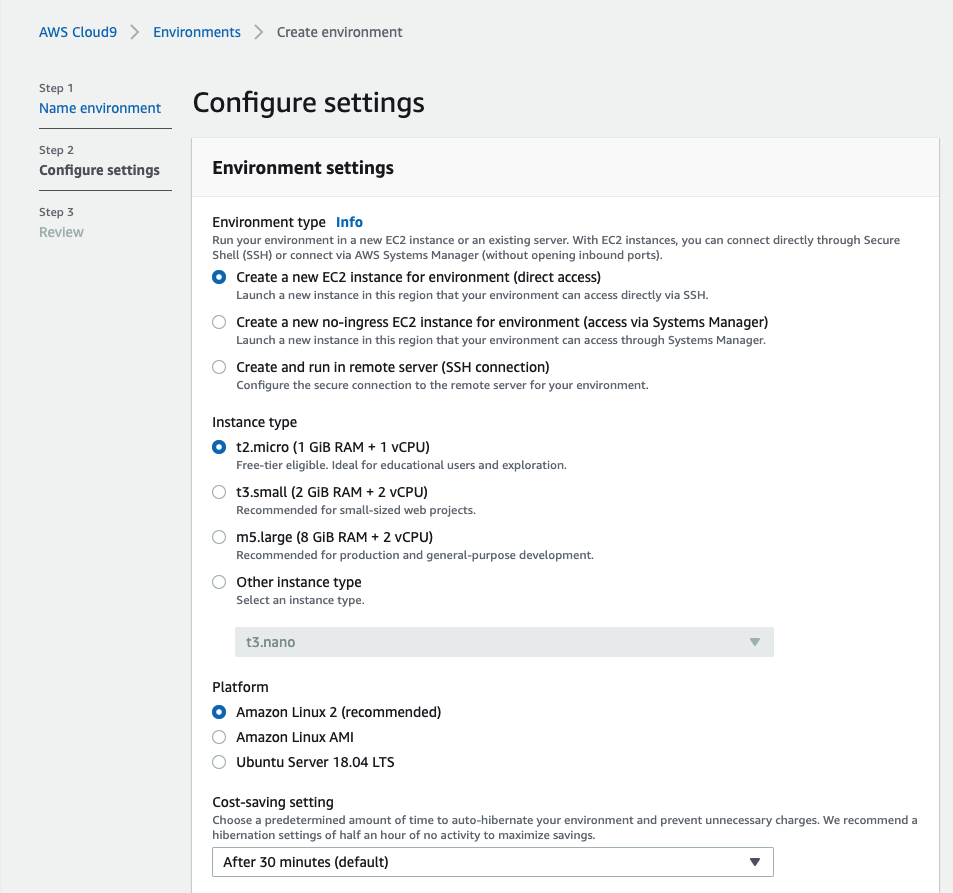 AWS Cloud9 > Environments > Create environment
Step 1
Name environment
Step 2
Configure settings
Step 3
Review
Configure settings
Environment settings
Environment type Info
Run your environment in a new EC2 instance or an existing server. With EC2 instances, you can connect directly through Secure
Shell (SSH) or connect via AWS Systems Manager (without opening inbound ports).
Create a new EC2 instance for environment (direct access)
Launch a new instance in this region that your environment can access directly via SSH.
Create a new no-ingress EC2 instance for environment (access via Systems Manager)
Launch a new instance in this region that your environment can access through Systems Manager.
Create and run in remote server (SSH connection)
Configure the secure connection to the remote server for your environment.
Instance type
t2.micro (1 GiB RAM + 1 vCPU)
Free-tier eligible. Ideal for educational users and exploration.
t3.small (2 GiB RAM + 2 vCPU)
Recommended for small-sized web projects.
m5.large (8 GiB RAM + 2 vCPU)
Recommended for production and general-purpose development.
Other instance type
Select an instance type.
t3.nano
Platform
Amazon Linux 2 (recommended)
Amazon Linux AMI
Ubuntu Server 18.04 LTS
Cost-saving setting
Choose a predetermined amount of time to auto-hibernate your environment and prevent unnecessary charges. We recommend a
hibernation settings of half an hour of no activity to maximize savings.
After 30 minutes (default)